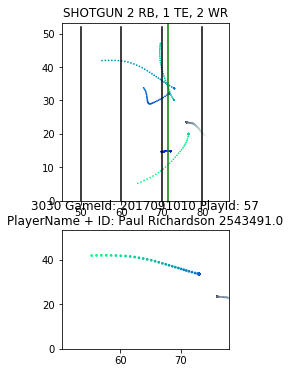 SHOTGUN 2 RB, 1 TE, 2 WR
50
40
30
20
10
0
50 60 70 80
3030 GameId: 2017091010 PlayId: 57
PlayerName + ID: Paul Richardson 2543491.0
40
20
0
60 70